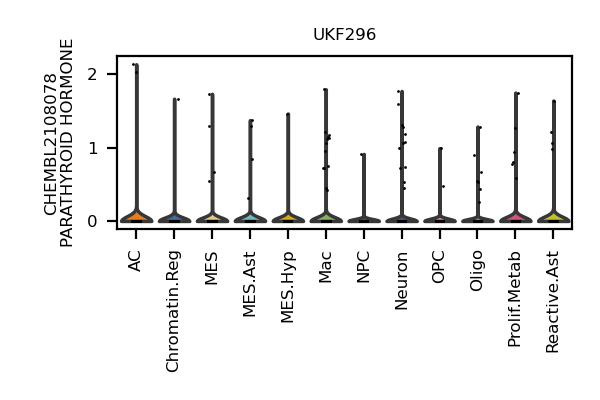 UKF296
CHEMBL2108078
PARATHYROID HORMONE
2
1
0
AC
Chromatin.Reg
MES
MES.Ast
MES.Hyp
Mac
NPC
Neuron
OPC
Oligo
Prolif.Metab
Reactive.Ast